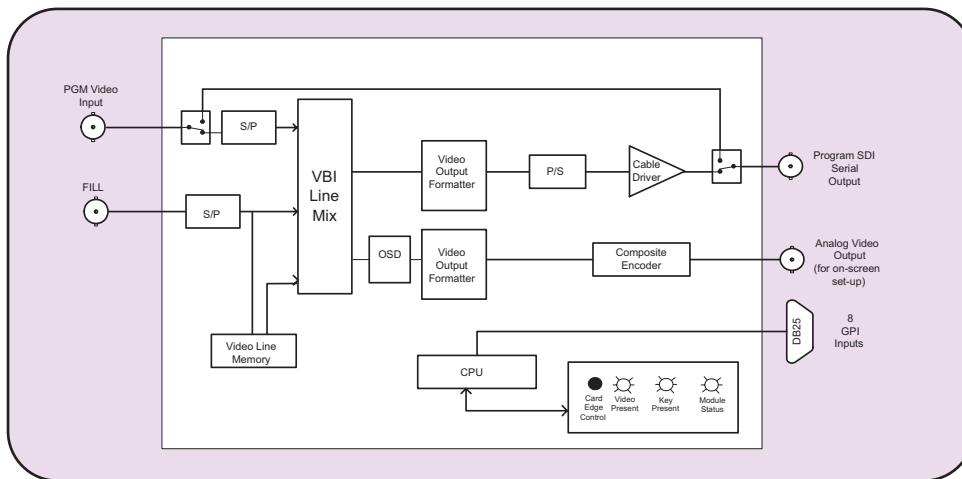 PGM Video
Input
S/P
FILL
S/P
VBI
Line
Mix
Video
Output
Formatter
P/S
Cable
Driver
Program SDI
Serial
Output
OSD
Video
Output
Formatter
Composite
Encoder
Analog Video
Output
(for on-screen
set-up)
Video Line
Memory
CPU
DB25
8
GPI
Inputs
Card
Edge
Control
Video
Present
Key
Present
Module
Status